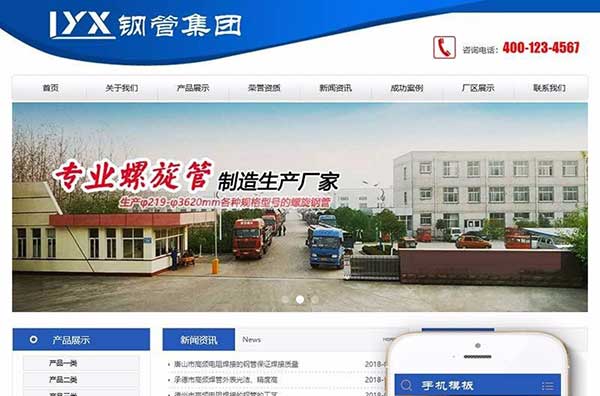 LYX 钢管集团
咨询电话：400-123-4567
首页 关于我们 产品展示 荣誉资质 新闻资讯 成功案例 厂区展示 联系我们
专业螺旋管 制造生产厂家
生产φ219-φ3620mm各种规格型号的螺旋钢管
产品展示
产品一类
产品二类
新闻资讯 News
唐山市高频电阻焊接的钢管保证焊接质量 2018-
承德市高频焊管外表光洁、精度高 2018-
手机模板